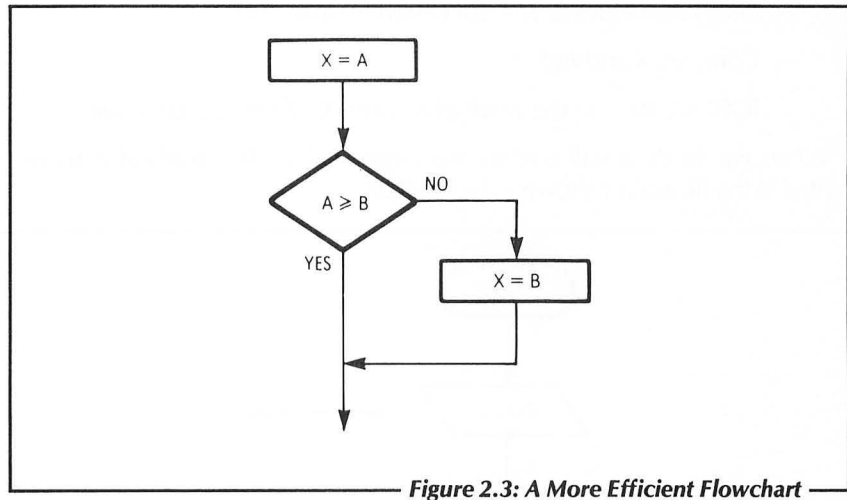 X = A
A ⩾ B
NO
YES
X = B
Figure 2.3: A More Efficient Flowchart